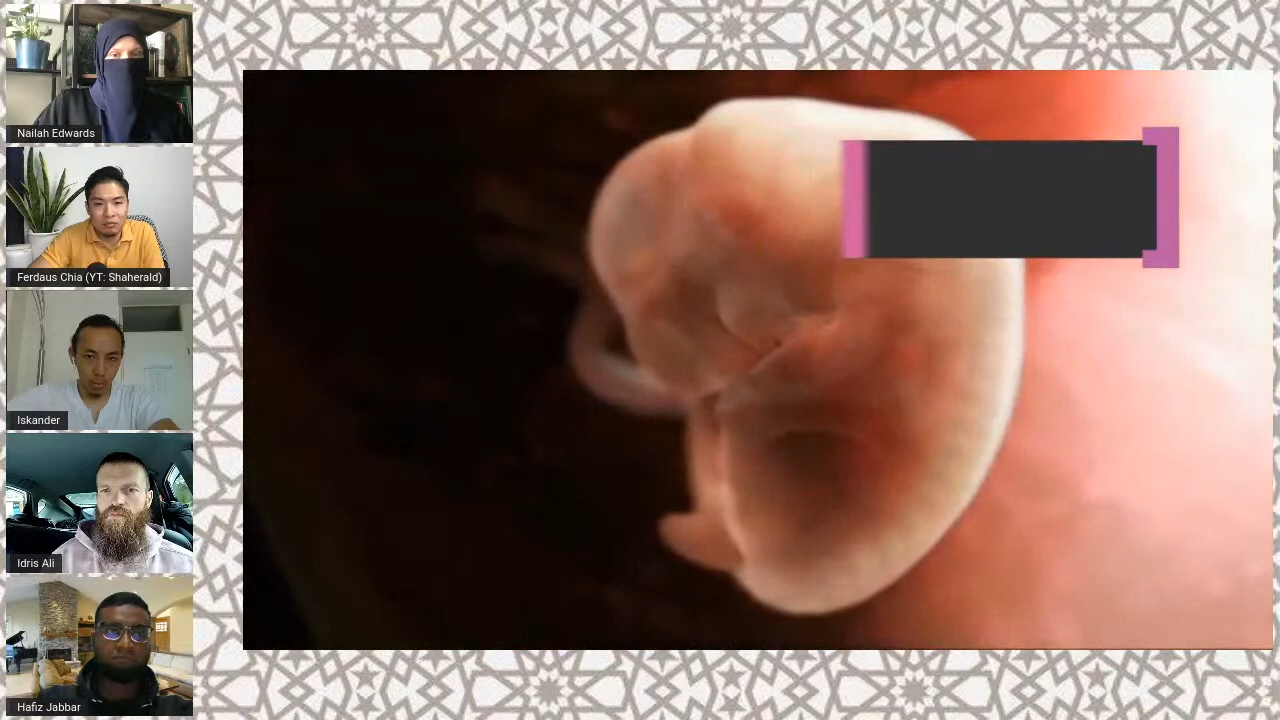 Nailah Edwards
Ferdaus Chia (YT: Shaherald)
Iskander
Idris Ali
Hafiz Jabbar